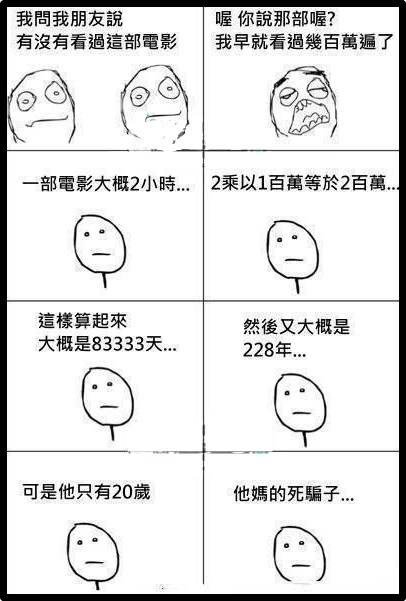 我問我朋友說
有沒有看過這部電影
喔 你說那部喔?
我早就看過幾百萬遍了
一部電影大概2小時...
2乘以1百萬等於2百萬...
這樣算起來
大概是83333天...
然後又大概是
228年...
可是他只有20歲
他媽的死騙子...